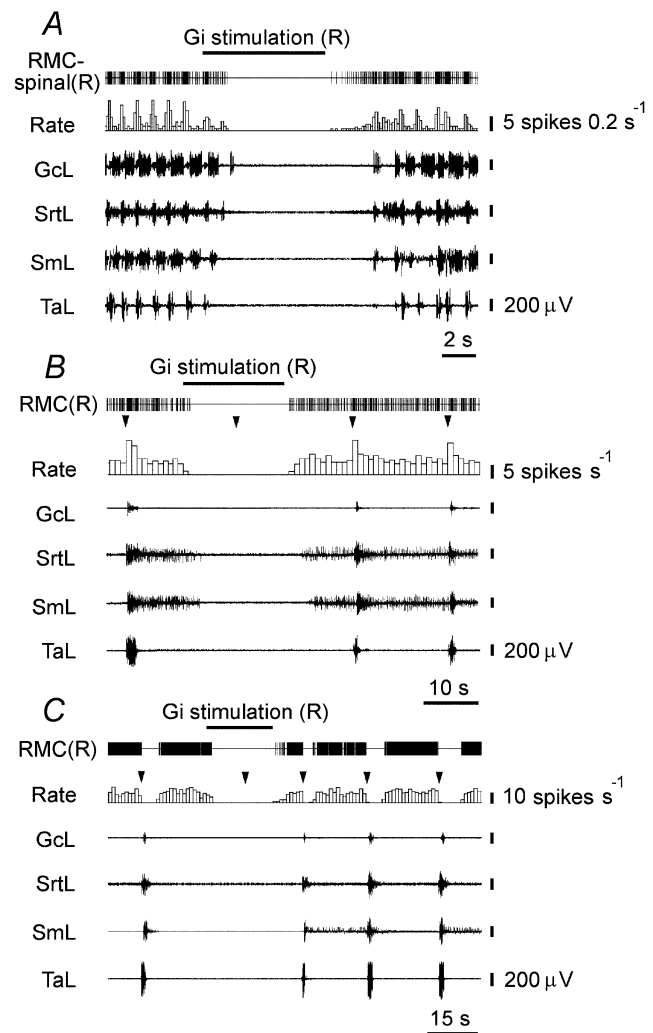 A
Gi stimulation (R)
RMC-
spinal(R)
Rate
5 spikes 0.2 s⁻¹
GcL
SrtL
SmL
TaL
200 μV
2 s
B
Gi stimulation (R)
RMC(R)
Rate
5 spikes s⁻¹
GcL
SrtL
SmL
TaL
200 μV
10 s
C
Gi stimulation (R)
RMC(R)
Rate
10 spikes s⁻¹
GcL
SrtL
SmL
TaL
200 μV
15 s